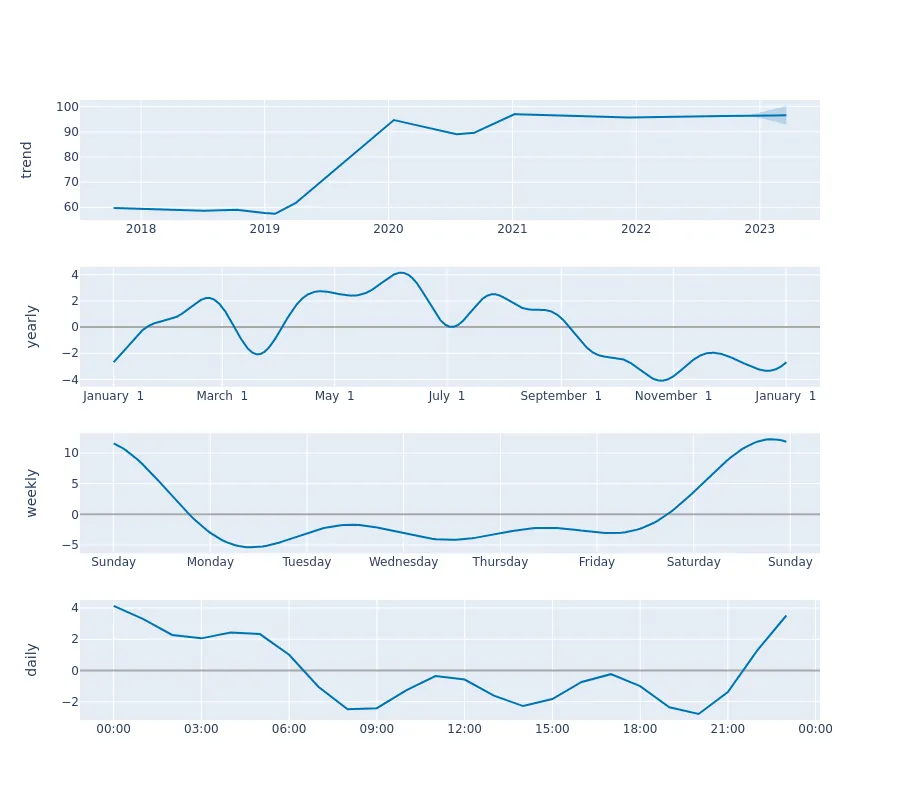 trend
100
90
80
70
60
2018 2019 2020 2021 2022 2023
yearly
4
2
0
−2
−4
January 1 March 1 May 1 July 1 September 1 November 1 January 1
weekly
10
5
0
−5
Sunday Monday Tuesday Wednesday Thursday Friday Saturday Sunday
daily
4
2
0
−2
00:00 03:00 06:00 09:00 12:00 15:00 18:00 21:00 00:00